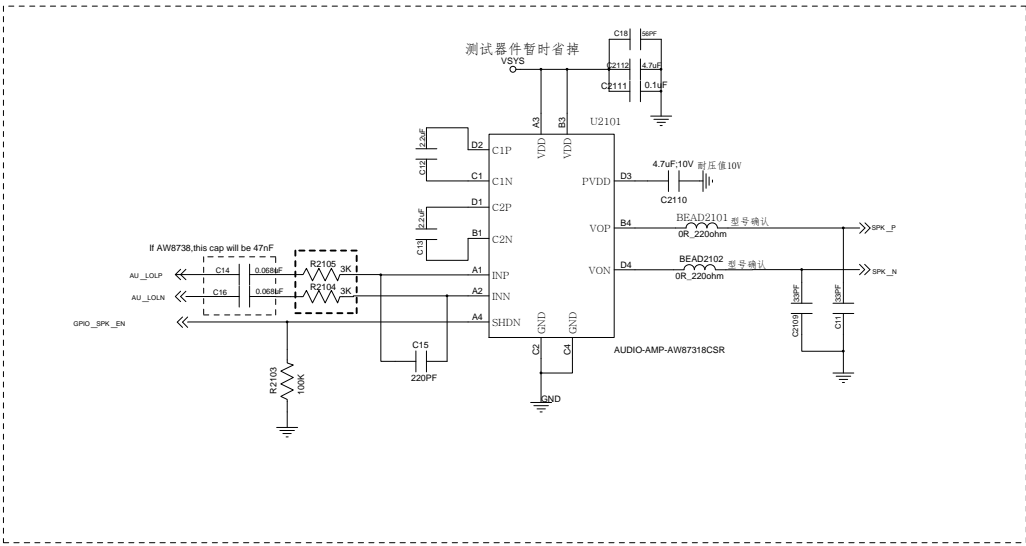 C18 56PF
测试器件暂时省掉
VSYS
C2112 4.7uF
C2111 0.1uF
U2101
A3
B3
VDD
VDD
2.2uF
C12
D2 C1P
C1 C1N
D1 C2P
2.2uF
C13
B1 C2N
PVDD D3
4.7uF;10V 耐压值10V
C2110
BEAD2101 型号确认
VOP B4
0R_220ohm
SPK_P
BEAD2102 型号确认
VON D4
0R_220ohm
SPK_N
If AW8738,this cap will be 47nF
AU_LOLP C14 0.068uF R2105 3K A1 INP
AU_LOLN C16 0.068uF R2104 3K A2 INN
GPIO_SPK_EN A4 SHDN
GND
GND
C2
C4
33PF
C2109
33PF
C11
C15
220PF
AUDIO-AMP-AW87318CSR
R2103
100K
GND